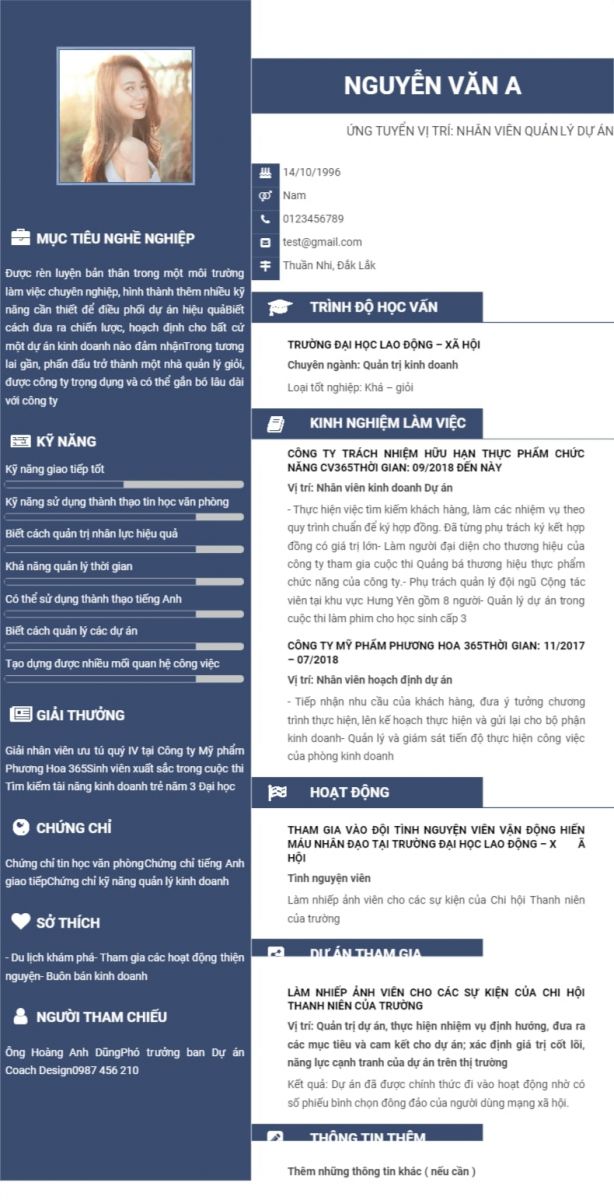 NGUYỄN VĂN A
ỨNG TUYỂN VỊ TRÍ: NHÂN VIÊN QUẢN LÝ DỰ ÁN
14/10/1996
Nam
0123456789
test@gmail.com
Thuần Nhi, Đắk Lắk
MỤC TIÊU NGHỀ NGHIỆP
Được rèn luyện bản thân trong một môi trường
làm việc chuyên nghiệp, hình thành thêm nhiều kỹ
năng cần thiết để điều phối dự án hiệu quảBiết
cách đưa ra chiến lược, hoạch định cho bất cứ
một dự án kinh doanh nào đảm nhậnTrong tương
lai gần, phấn đấu trở thành một nhà quản lý giỏi,
được công ty trọng dụng và có thể gắn bó lâu dài
với công ty
KỸ NĂNG
Kỹ năng giao tiếp tốt
Kỹ năng sử dụng thành thạo tin học văn phòng
Biết cách quản trị nhân lực hiệu quả
Khả năng quản lý thời gian
Có thể sử dụng thành thạo tiếng Anh
Biết cách quản lý các dự án
Tạo dựng được nhiều mối quan hệ công việc
GIẢI THƯỞNG
Giải nhân viên ưu tú quý IV tại Công ty Mỹ phẩm
Phương Hoa 365Sinh viên xuất sắc trong cuộc thi
Tìm kiếm tài năng kinh doanh trẻ năm 3 Đại học
CHỨNG CHỈ
Chứng chỉ tin học văn phòngChứng chỉ tiếng Anh
giao tiếpChứng chỉ kỹ năng quản lý kinh doanh
SỞ THÍCH
- Du lịch khám phá- Tham gia các hoạt động thiện
nguyện- Buôn bán kinh doanh
NGƯỜI THAM CHIẾU
Ông Hoàng Anh DũngPhó trưởng ban Dự án
Coach Design0987 456 210
TRÌNH ĐỘ HỌC VẤN
TRƯỜNG ĐẠI HỌC LAO ĐỘNG – XÃ HỘI
Chuyên ngành: Quản trị kinh doanh
Loại tốt nghiệp: Khá – giỏi
KINH NGHIỆM LÀM VIỆC
CÔNG TY TRÁCH NHIỆM HỮU HẠN THỰC PHẨM CHỨC
NĂNG CV365THỜI GIAN: 09/2018 ĐẾN NÀY
Vị trí: Nhân viên kinh doanh Dự án
- Thực hiện việc tìm kiếm khách hàng, làm các nhiệm vụ theo
quy trình chuẩn để ký hợp đồng. Đã từng phụ trách ký kết hợp
đồng có giá trị lớn- Làm người đại diện cho thương hiệu của
công ty tham gia cuộc thi Quảng bá thương hiệu thực phẩm
chức năng của công ty.- Phụ trách quản lý đội ngũ Cộng tác
viên tại khu vực Hưng Yên gồm 8 người- Quản lý dự án trong
cuộc thi làm phim cho học sinh cấp 3
CÔNG TY MỸ PHẨM PHƯƠNG HOA 365THỜI GIAN: 11/2017
– 07/2018
Vị trí: Nhân viên hoạch định dự án
- Tiếp nhận nhu cầu của khách hàng, đưa ý tưởng chương
trình thực hiện, lên kế hoạch thực hiện và gửi lại cho bộ phận
kinh doanh- Quản lý và giám sát tiến độ thực hiện công việc
của phòng kinh doanh
HOẠT ĐỘNG
THAM GIA VÀO ĐỘI TÌNH NGUYỆN VIÊN VẬN ĐỘNG HIẾN
MÁU NHÂN ĐẠO TẠI TRƯỜNG ĐẠI HỌC LAO ĐỘNG – X Ã
HỘI
Tình nguyện viên
Làm nhiếp ảnh viên cho các sự kiện của Chi hội Thanh niên
của trường
DỰ ÁN THAM GIA
LÀM NHIẾP ẢNH VIÊN CHO CÁC SỰ KIỆN CỦA CHI HỘI
THANH NIÊN CỦA TRƯỜNG
Vị trí: Quản trị dự án, thực hiện nhiệm vụ định hướng, đưa ra
các mục tiêu và cam kết cho dự án; xác định giá trị cốt lõi,
năng lực cạnh tranh của dự án trên thị trường
Kết quả: Dự án đã được chính thức đi vào hoạt động nhờ có
số phiếu bình chọn đông đảo của người dùng mạng xã hội.
THÔNG TIN THÊM
Thêm những thông tin khác ( nếu cần )